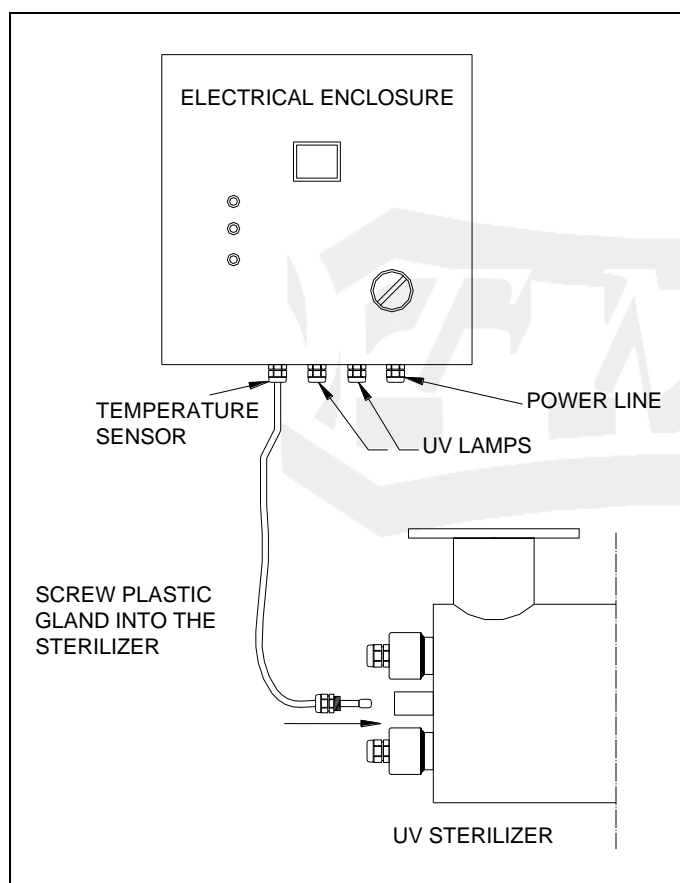 ELECTRICAL ENCLOSURE
TEMPERATURE
SENSOR
POWER LINE
UV LAMPS
SCREW PLASTIC
GLAND INTO THE
STERILIZER
UV STERILIZER